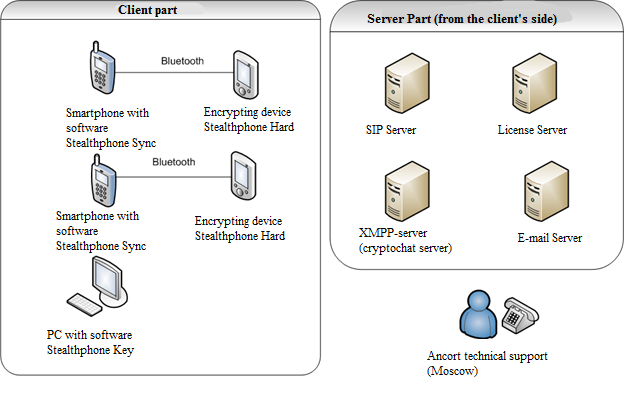 Client part
Bluetooth
Smartphone with
software
Stealthphone Sync
Encrypting device
Stealthphone Hard
Bluetooth
Smartphone with
software
Stealthphone Sync
Encrypting device
Stealthphone Hard
PC with software
Stealthphone Key
Server Part (from the client's side)
SIP Server
License Server
XMPP-server
(cryptochat server)
E-mail Server
Ancort technical support
(Moscow)